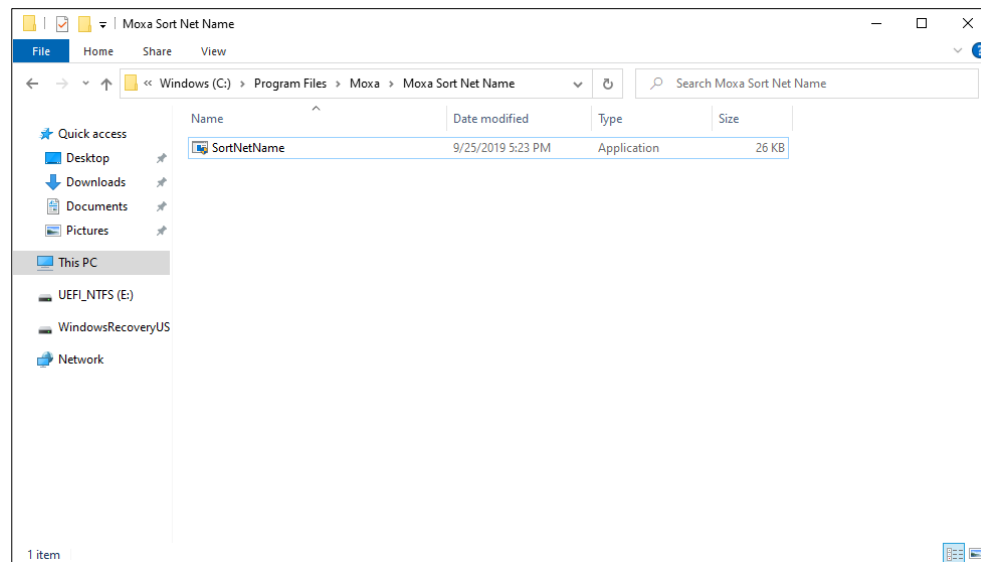 Moxa Sort Net Name
File Home Share View
« Windows (C:) › Program Files › Moxa › Moxa Sort Net Name
Search Moxa Sort Net Name
Name Date modified Type Size
Quick access
SortNetName 9/25/2019 5:23 PM Application 26 KB
Desktop
Downloads
Documents
Pictures
This PC
UEFI_NTFS (E:)
WindowsRecoveryUS
Network
1 item